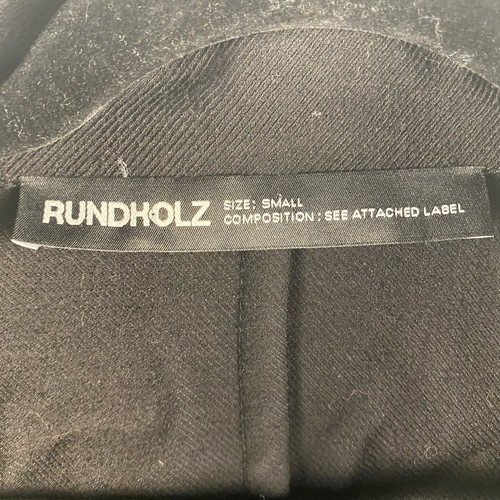 RUNDHOLZ
SIZE: SMALL
COMPOSITION: SEE ATTACHED LABEL